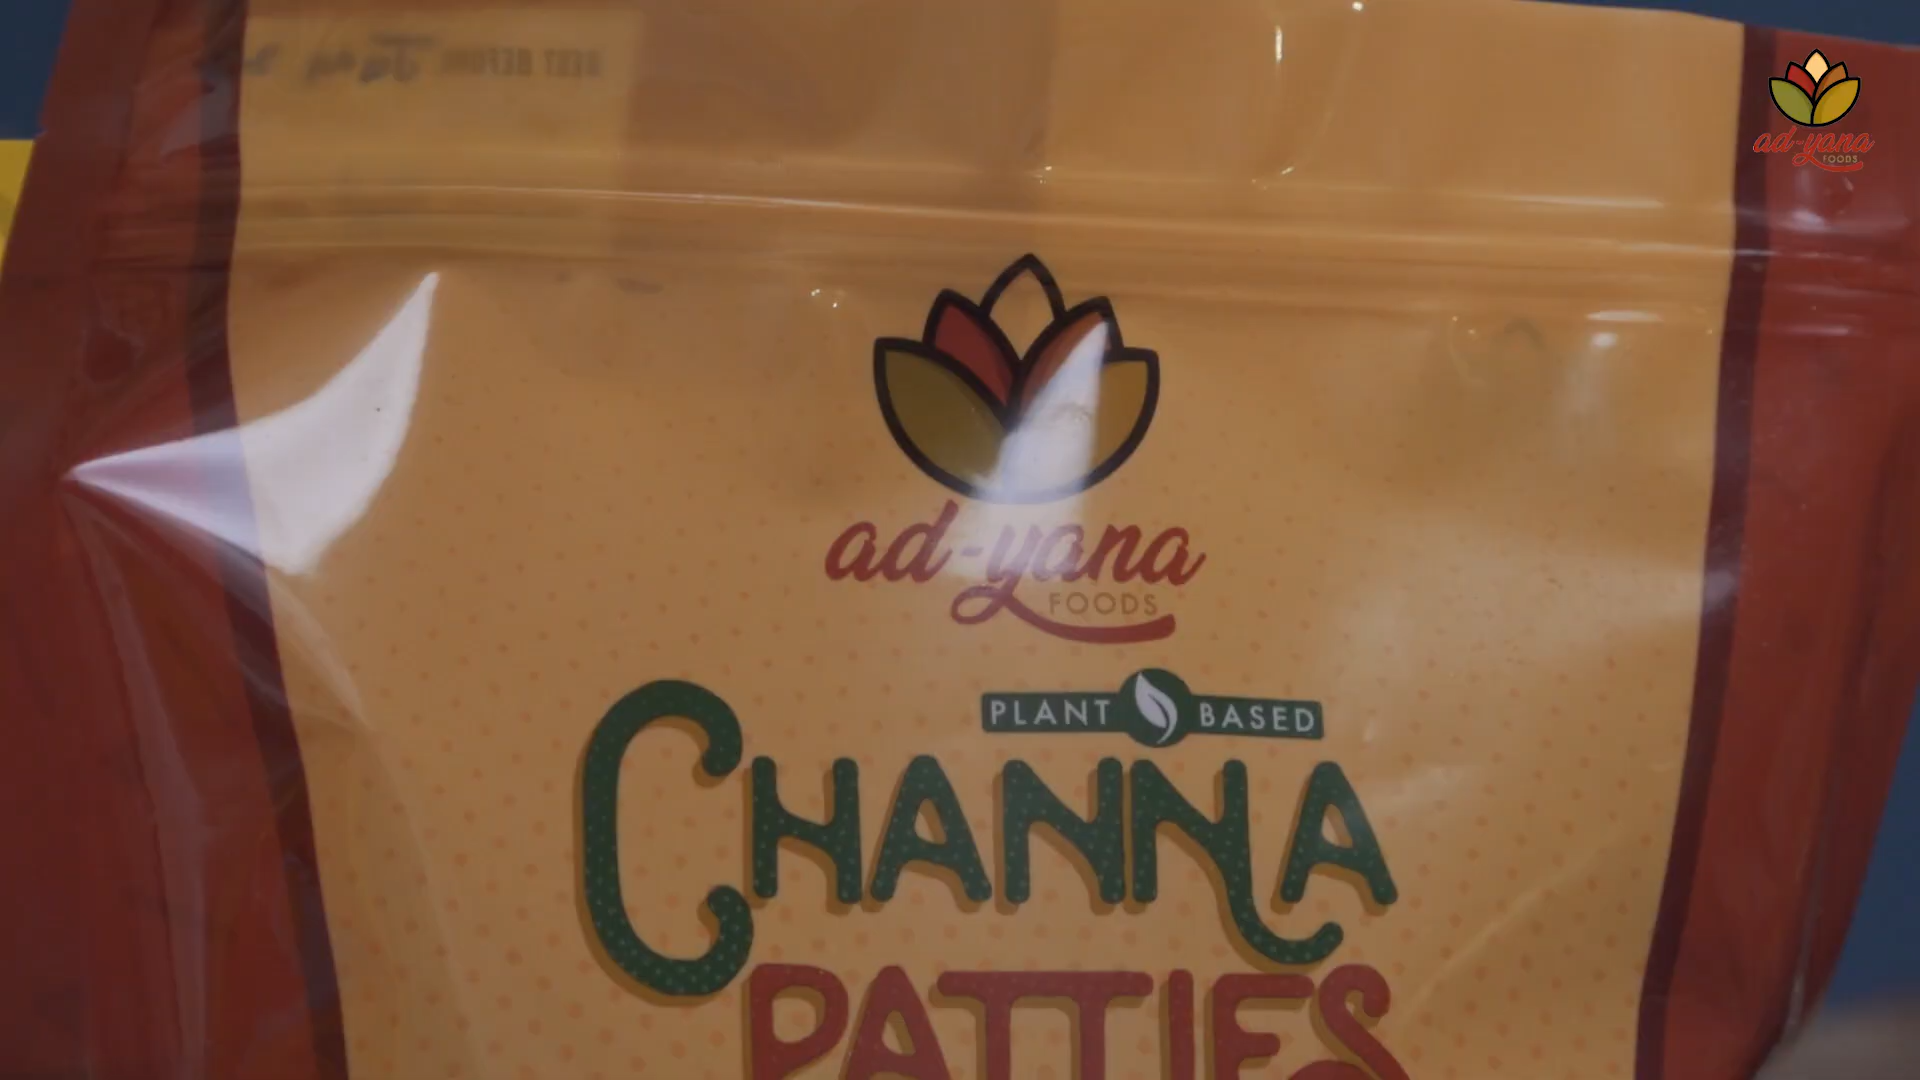 ad-yana
FOODS
ad-yana
FOODS
PLANT BASED
CHANNA
PATTIES